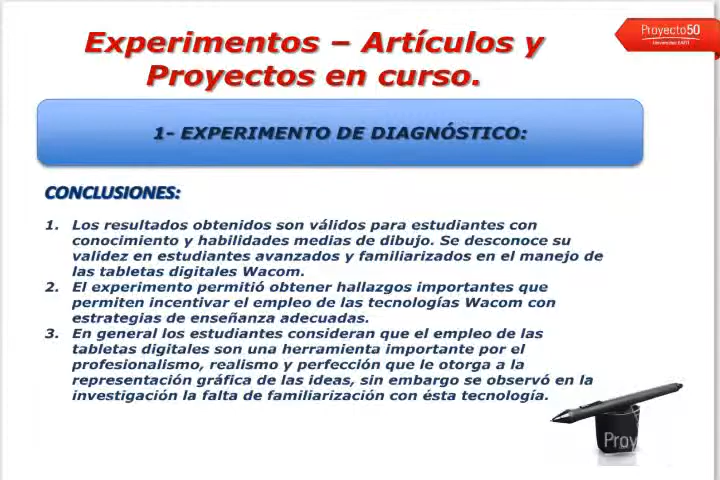 Experimentos – Artículos y
Proyectos en curso.
Proyecto50
Universidad EAFIT
1- EXPERIMENTO DE DIAGNÓSTICO:
CONCLUSIONES:
1. Los resultados obtenidos son válidos para estudiantes con
conocimiento y habilidades medias de dibujo. Se desconoce su
validez en estudiantes avanzados y familiarizados en el manejo de
las tabletas digitales Wacom.
2. El experimento permitió obtener hallazgos importantes que
permiten incentivar el empleo de las tecnologías Wacom con
estrategias de enseñanza adecuadas.
3. En general los estudiantes consideran que el empleo de las
tabletas digitales son una herramienta importante por el
profesionalismo, realismo y perfección que le otorga a la
representación gráfica de las ideas, sin embargo se observó en la
investigación la falta de familiarización con ésta tecnología.
Proy